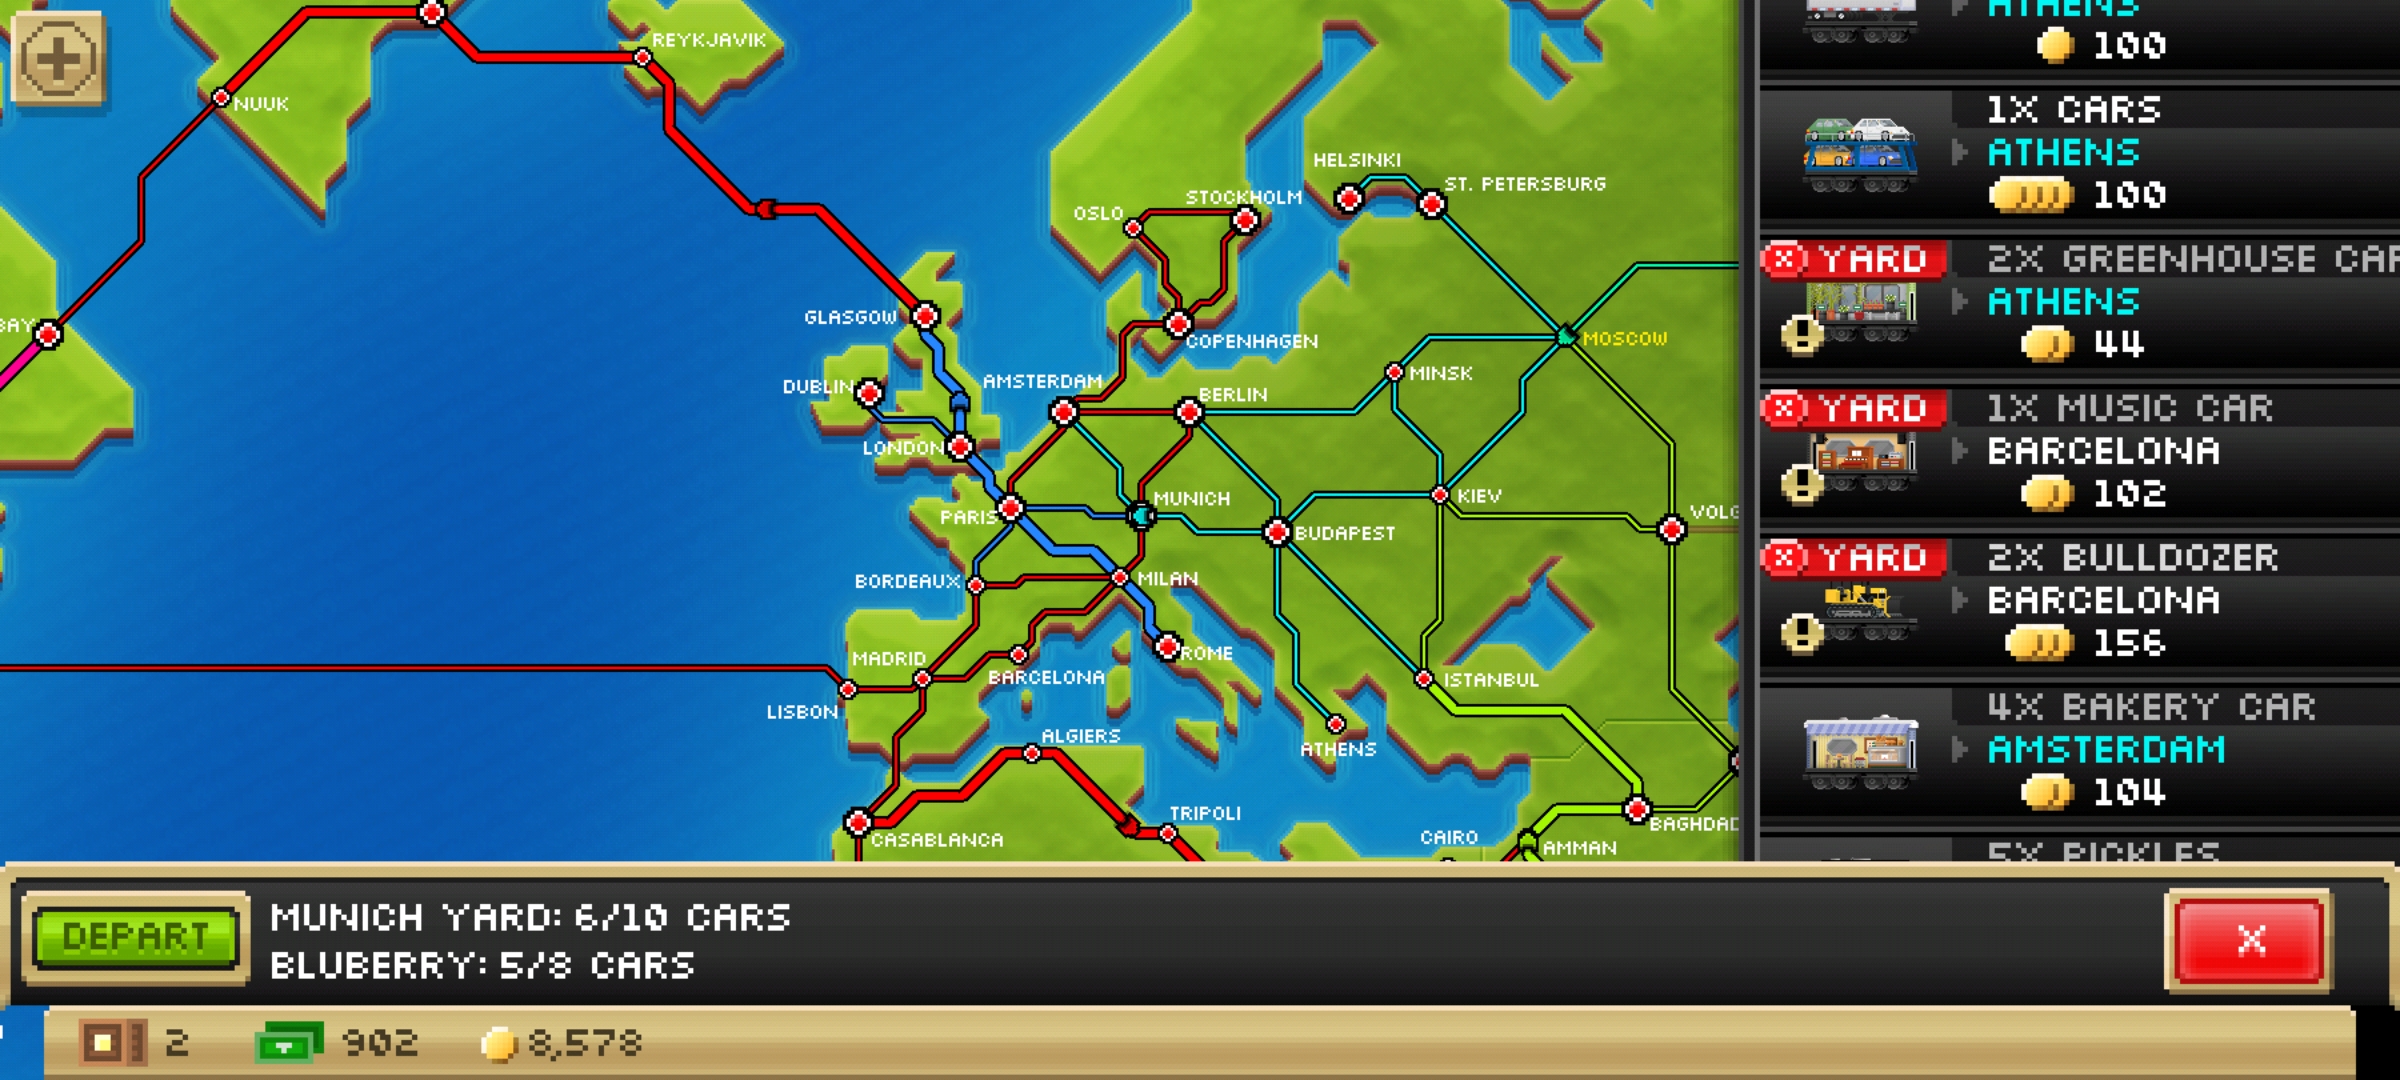 REYKJAVIK
NUUK
HELSINKI
ST. PETERSBURG
STOCKHOLM
OSLO
GLASGOW
COPENHAGEN
MOSCOW
DUBLIN
AMSTERDAM
BERLIN
MINSK
LONDON
MUNICH
KIEV
PARIS
BUDAPEST
BORDEAUX
MILAN
MADRID
ROME
BARCELONA
ISTANBUL
LISBON
ALGIERS
ATHENS
TRIPOLI
CASABLANCA
CAIRO
AMMAN
BAGHDAD
ATHENS
100
1X CARS
ATHENS
100
YARD
2X GREENHOUSE CAR
ATHENS
44
YARD
1X MUSIC CAR
BARCELONA
102
YARD
2X BULLDOZER
BARCELONA
156
4X BAKERY CAR
AMSTERDAM
104
5X PICKLES
DEPART
MUNICH YARD: 6/10 CARS
BLUBERRY: 5/8 CARS
X
2
902
8,578